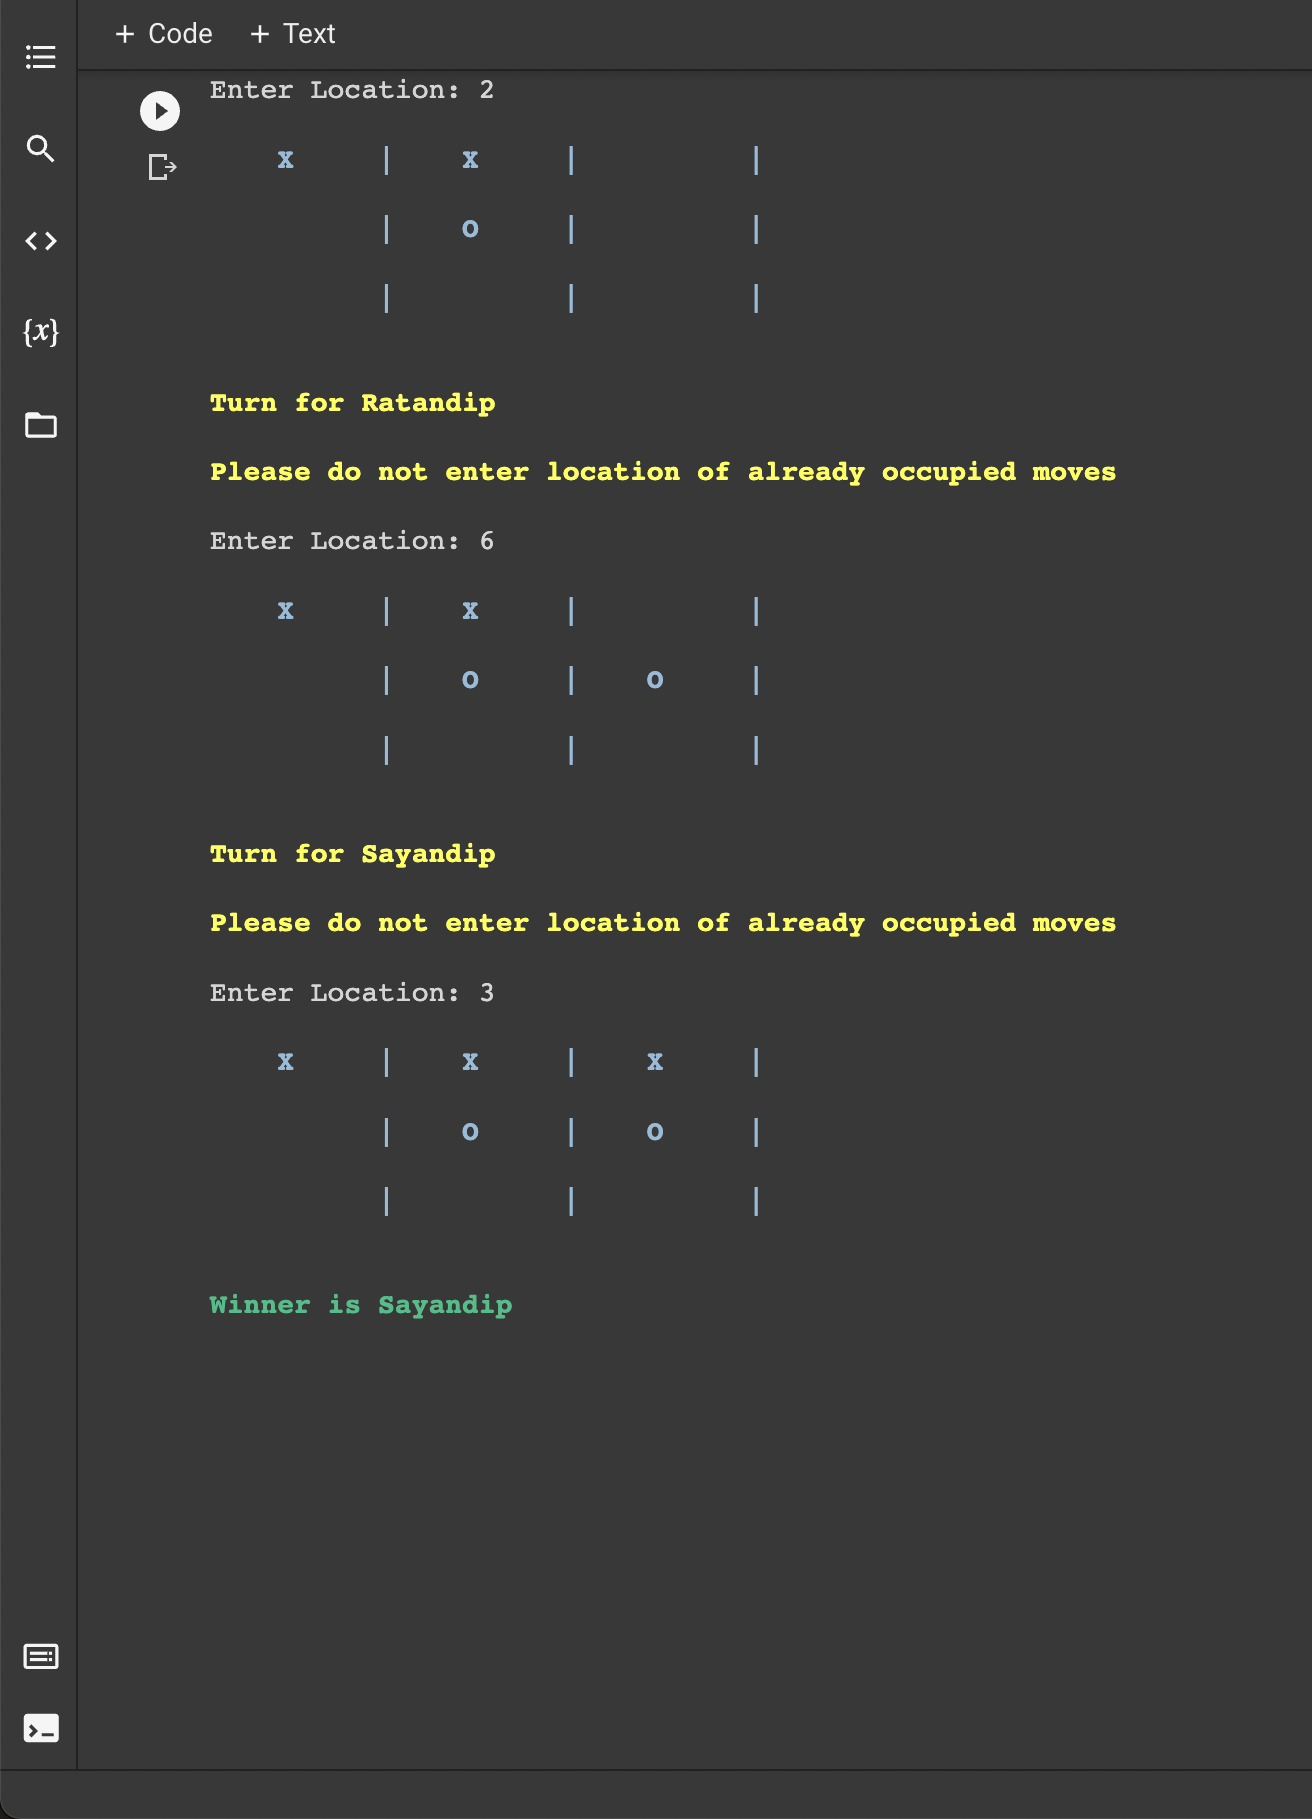 + Code + Text
Enter Location: 2
x | x | |
| o | |
| | |
Turn for Ratandip
Please do not enter location of already occupied moves
Enter Location: 6
x | x | |
| o | o |
| | |
Turn for Sayandip
Please do not enter location of already occupied moves
Enter Location: 3
x | x | x |
| o | o |
| | |
Winner is Sayandip
{x}